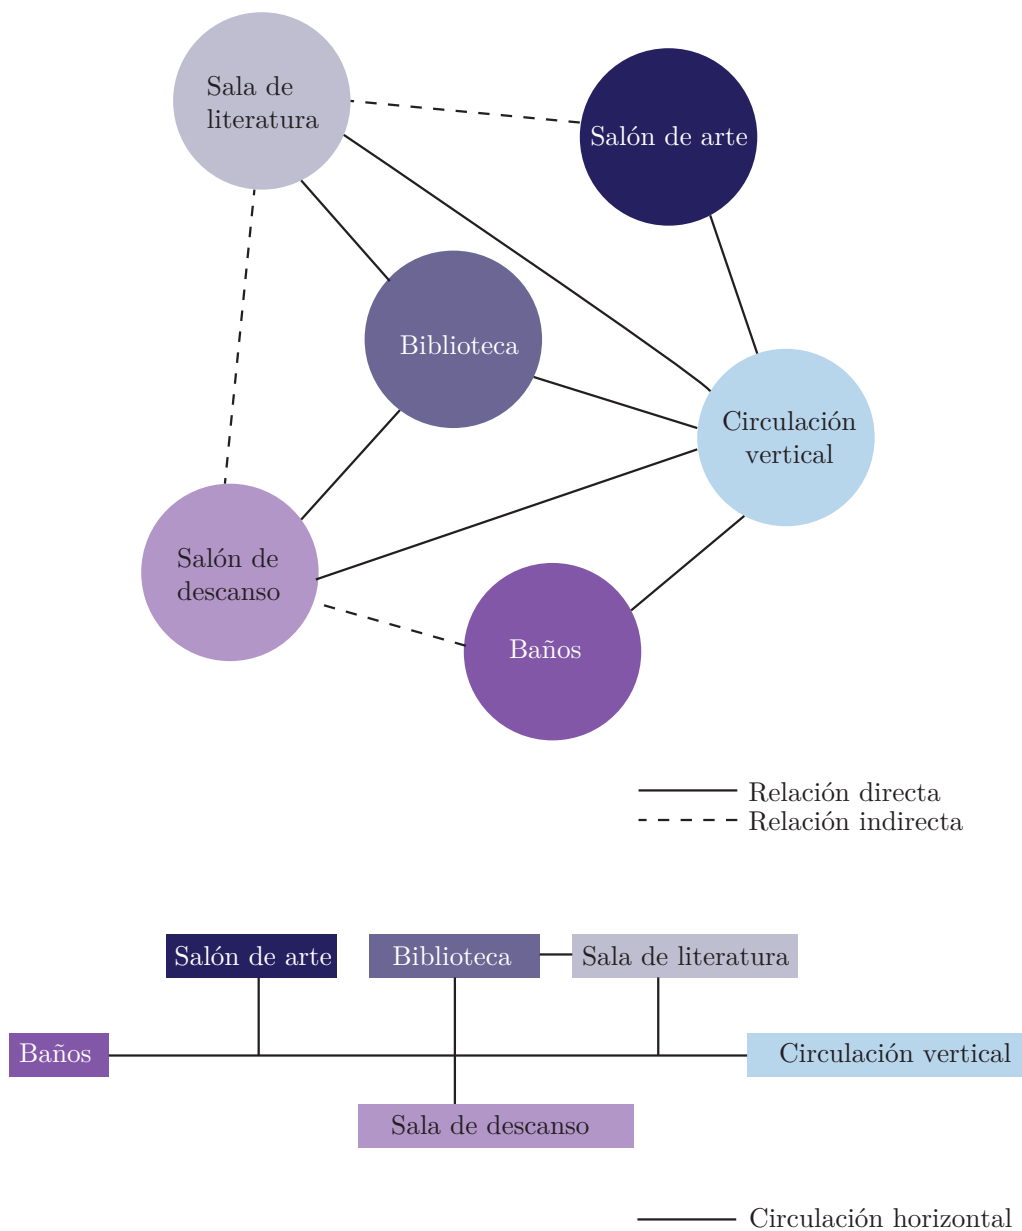 Sala de
literatura
Salón de arte
Biblioteca
Circulación
vertical
Salón de
descanso
Baños
Relación directa
Relación indirecta
Salón de arte
Biblioteca
Sala de literatura
Baños
Circulación vertical
Sala de descanso
Circulación horizontal